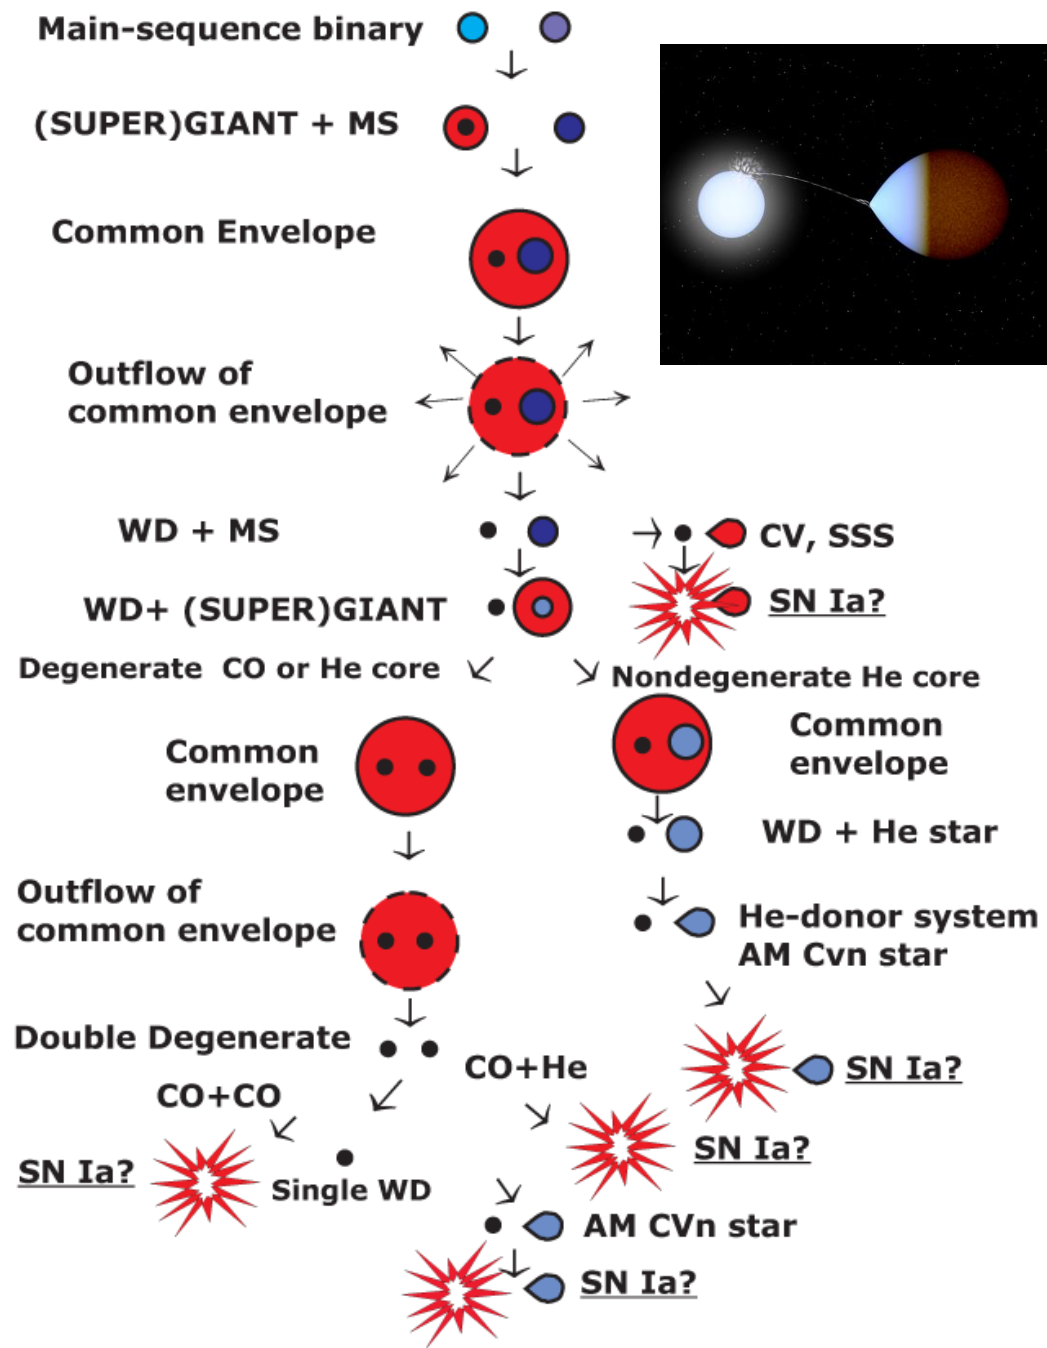 Main-sequence binary
(SUPER)GIANT + MS
Common Envelope
Outflow of
common envelope
WD + MS
CV, SSS
WD+ (SUPER)GIANT
SN Ia?
Degenerate CO or He core
Nondegenerate He core
Common
envelope
Common
envelope
WD + He star
Outflow of
common envelope
He-donor system
AM Cvn star
Double Degenerate
CO+He
SN Ia?
CO+CO
SN Ia?
SN Ia?
Single WD
AM CVn star
SN Ia?